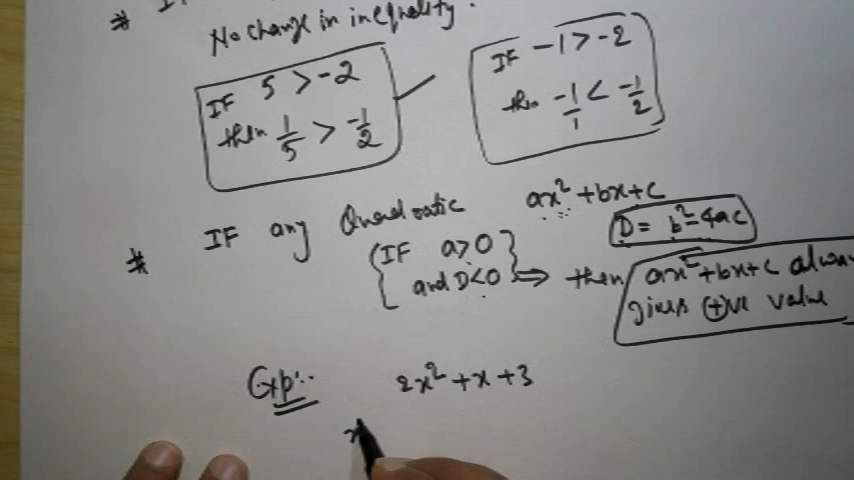 * If
No change in inequality.
IF 5 > -2
then 1/5 > -1/2
IF -1 > -2
then -1/1 < -1/2
* IF any Quadratic ax² + bx + c
D = b² - 4ac
{IF a > 0
and D < 0} ⇒ then ax² + bx + c
gives (+)ve value
Exp:- 2x² + x + 3
x